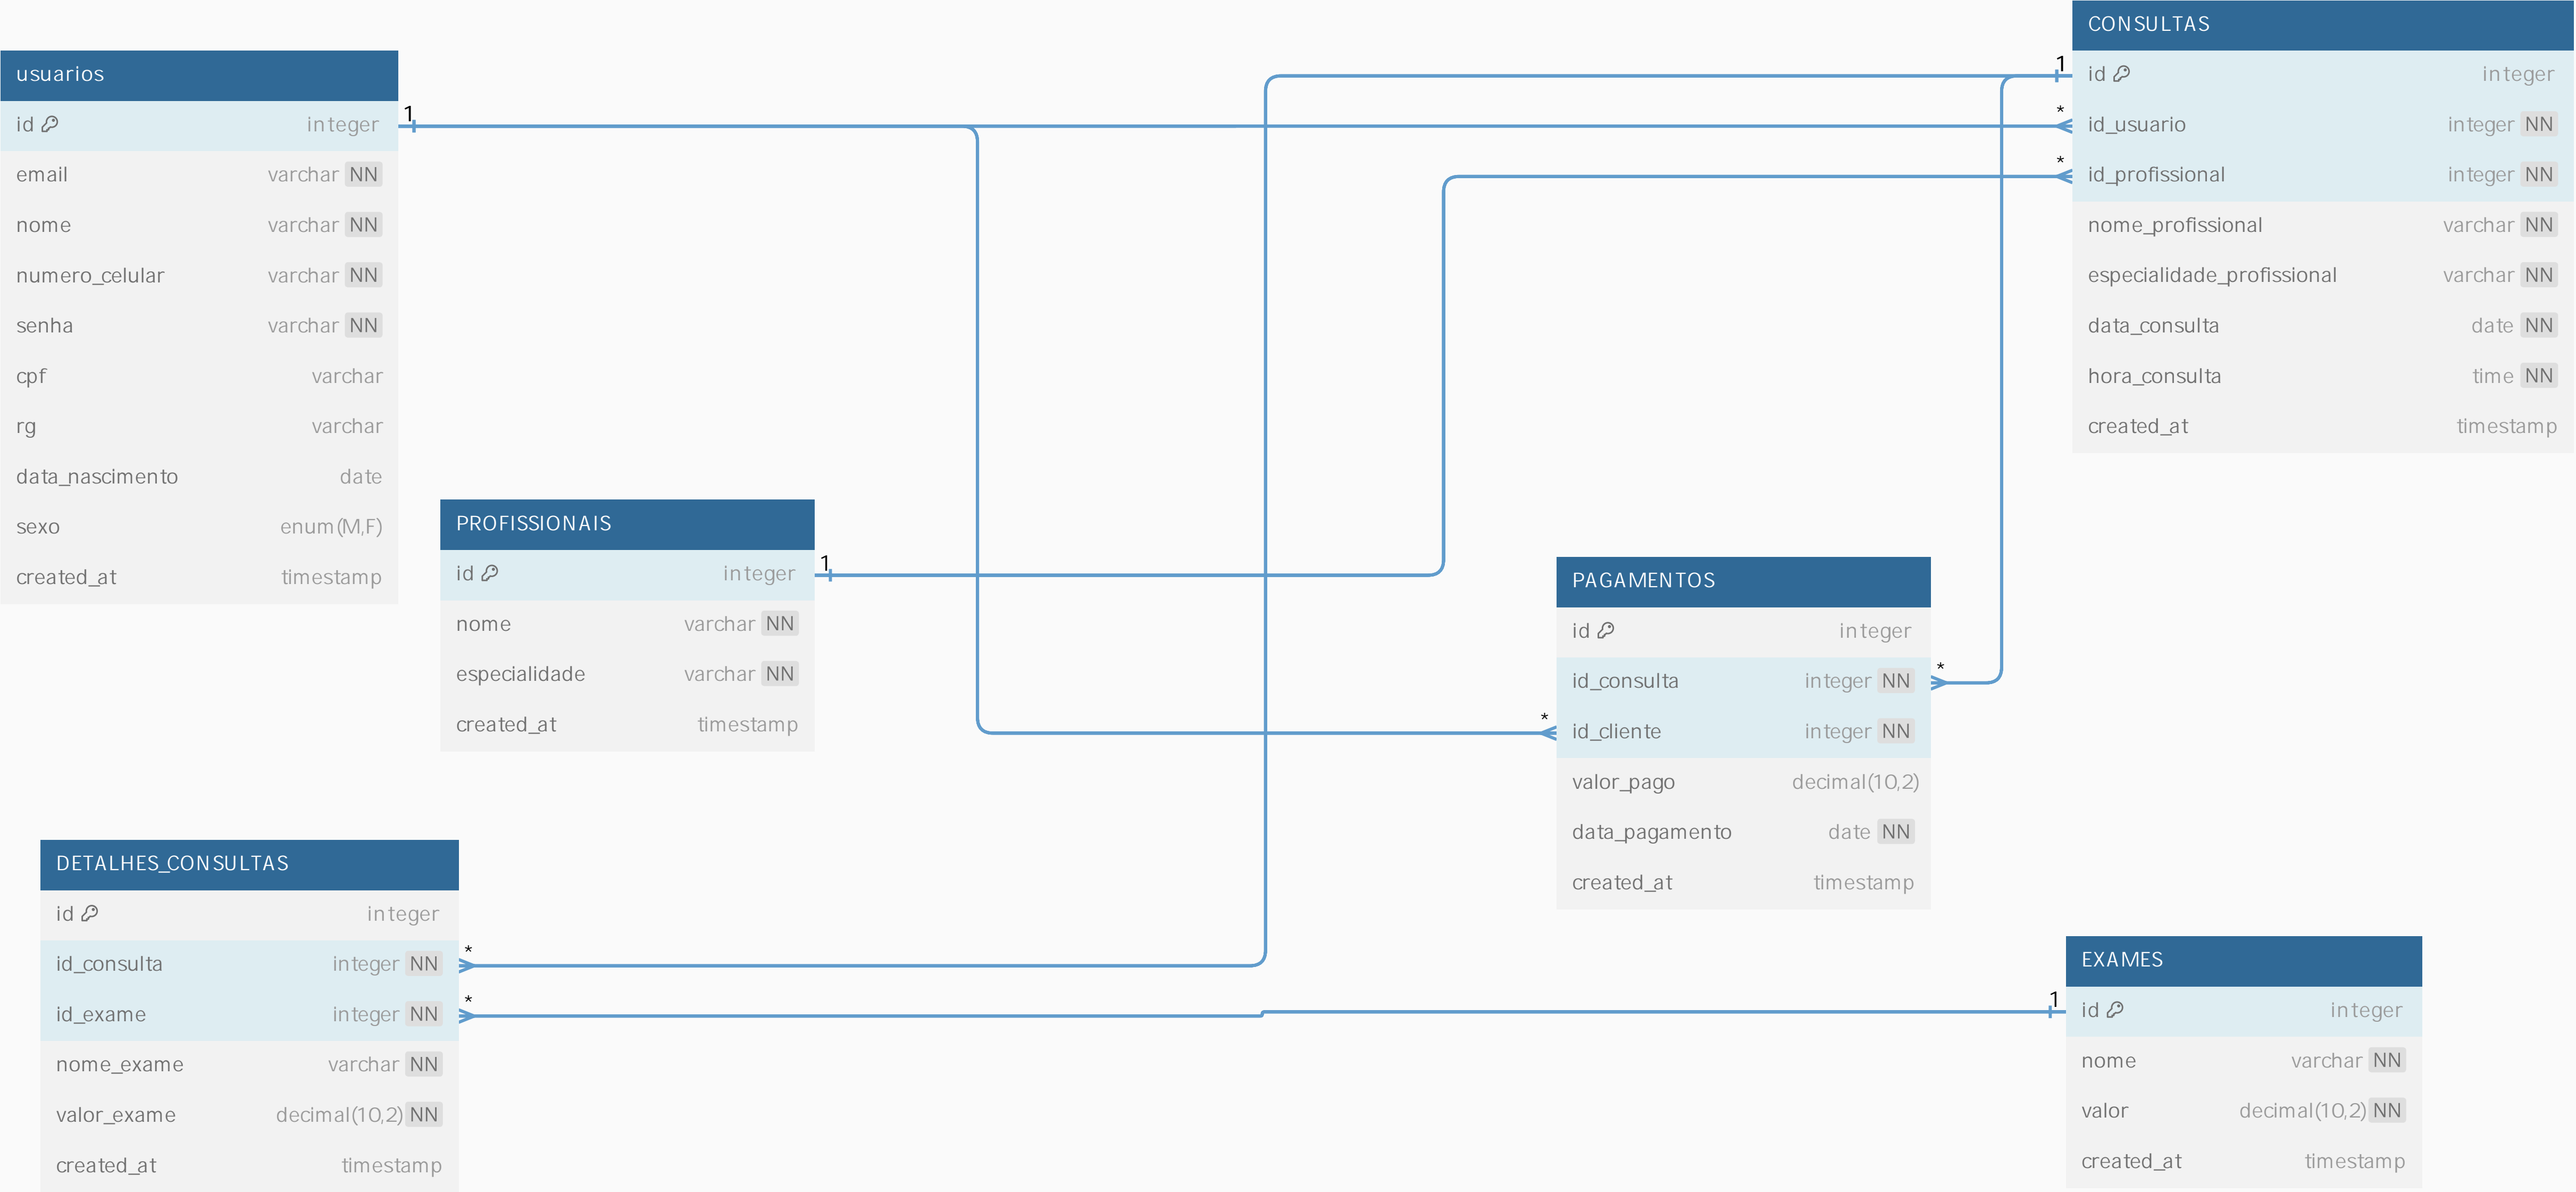 usuarios
id integer
email varchar NN
nome varchar NN
numero_celular varchar NN
senha varchar NN
cpf varchar
rg varchar
data_nascimento date
sexo enum(M,F)
created_at timestamp
1
CONSULTAS
1
id integer
*
id_usuario integer NN
*
id_profissional integer NN
nome_profissional varchar NN
especialidade_profissional varchar NN
data_consulta date NN
hora_consulta time NN
created_at timestamp
PROFISSIONAIS
id integer
1
nome varchar NN
especialidade varchar NN
created_at timestamp
PAGAMENTOS
id integer
id_consulta integer NN
*
*
id_cliente integer NN
valor_pago decimal(10,2)
data_pagamento date NN
created_at timestamp
DETALHES_CONSULTAS
id integer
id_consulta integer NN
*
id_exame integer NN
*
nome_exame varchar NN
valor_exame decimal(10,2) NN
created_at timestamp
EXAMES
1
id integer
nome varchar NN
valor decimal(10,2) NN
created_at timestamp